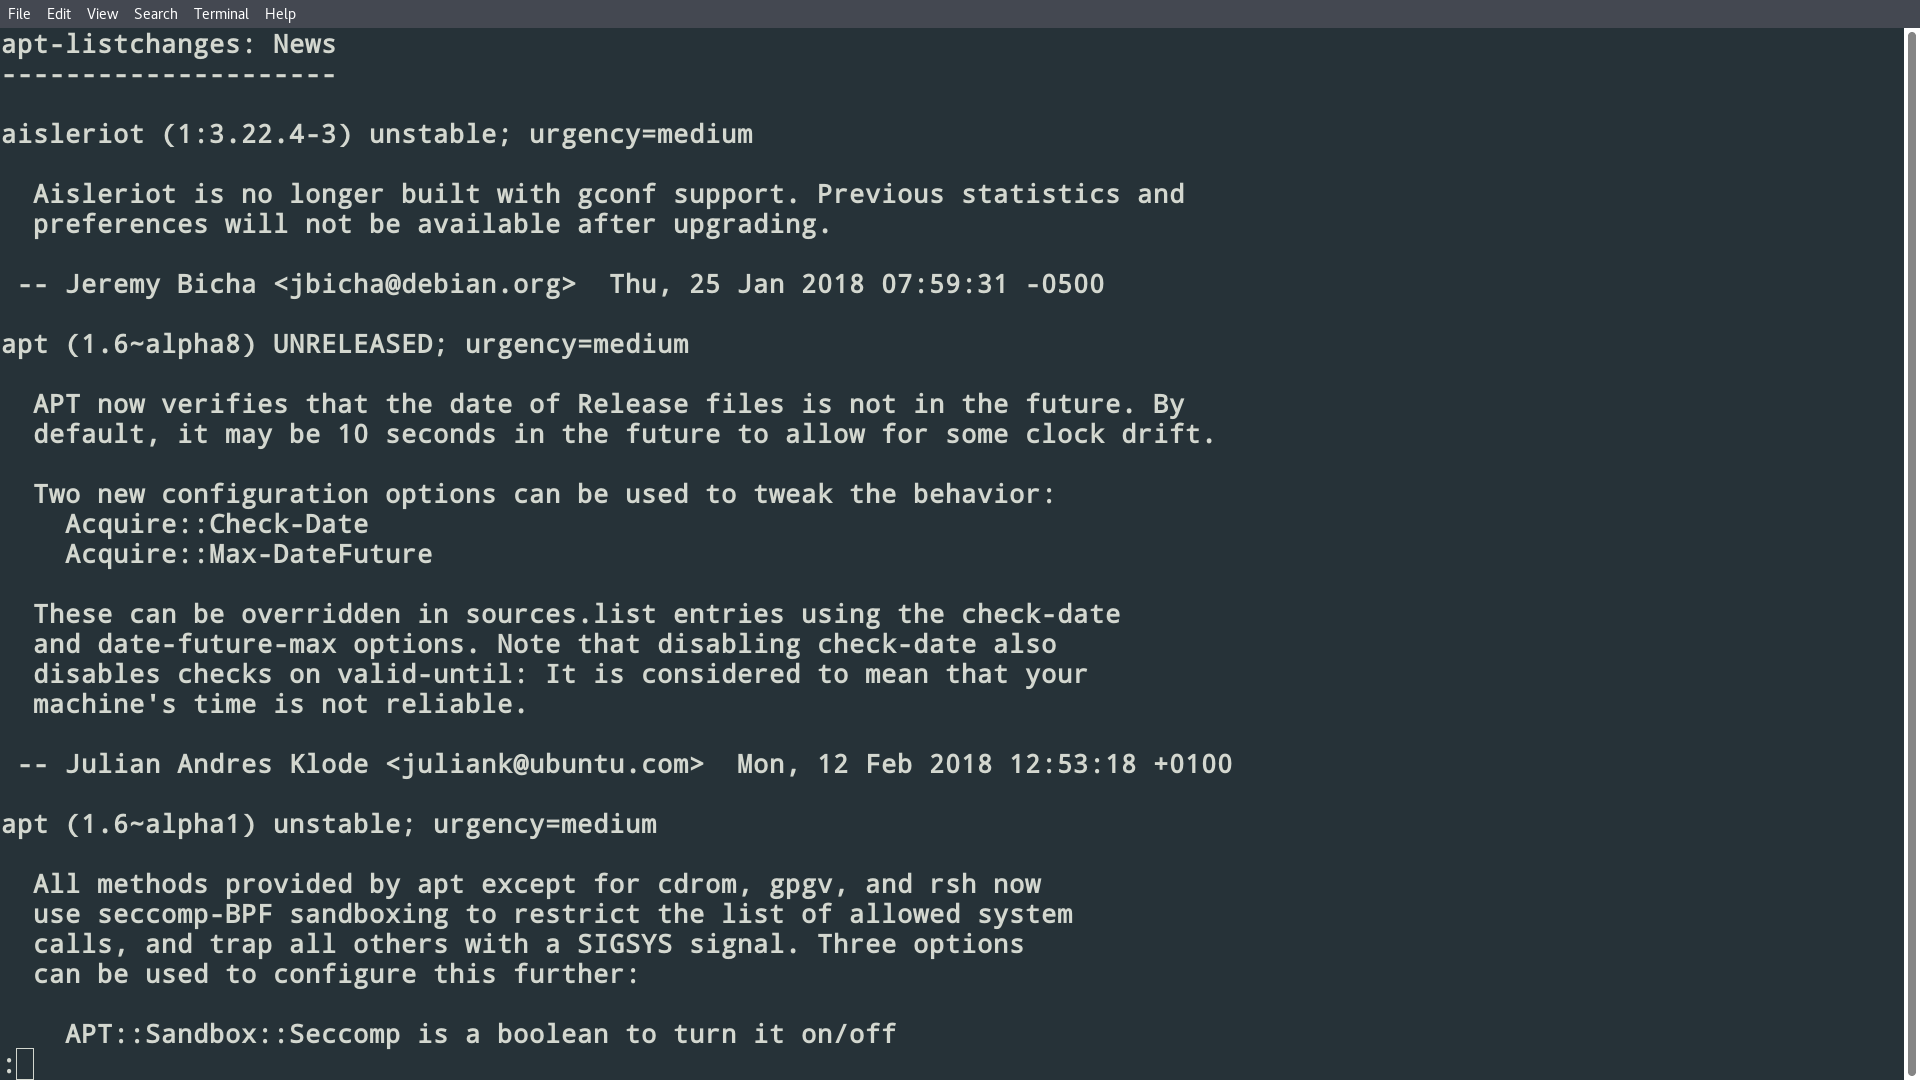 File Edit View Search Terminal Help
apt-listchanges: News
---------------------
aisleriot (1:3.22.4-3) unstable; urgency=medium
Aisleriot is no longer built with gconf support. Previous statistics and
preferences will not be available after upgrading.
-- Jeremy Bicha <jbicha@debian.org>  Thu, 25 Jan 2018 07:59:31 -0500
apt (1.6~alpha8) UNRELEASED; urgency=medium
APT now verifies that the date of Release files is not in the future. By
default, it may be 10 seconds in the future to allow for some clock drift.
Two new configuration options can be used to tweak the behavior:
Acquire::Check-Date
Acquire::Max-DateFuture
These can be overridden in sources.list entries using the check-date
and date-future-max options. Note that disabling check-date also
disables checks on valid-until: It is considered to mean that your
machine's time is not reliable.
-- Julian Andres Klode <juliank@ubuntu.com>  Mon, 12 Feb 2018 12:53:18 +0100
apt (1.6~alpha1) unstable; urgency=medium
All methods provided by apt except for cdrom, gpgv, and rsh now
use seccomp-BPF sandboxing to restrict the list of allowed system
calls, and trap all others with a SIGSYS signal. Three options
can be used to configure this further:
APT::Sandbox::Seccomp is a boolean to turn it on/off
: